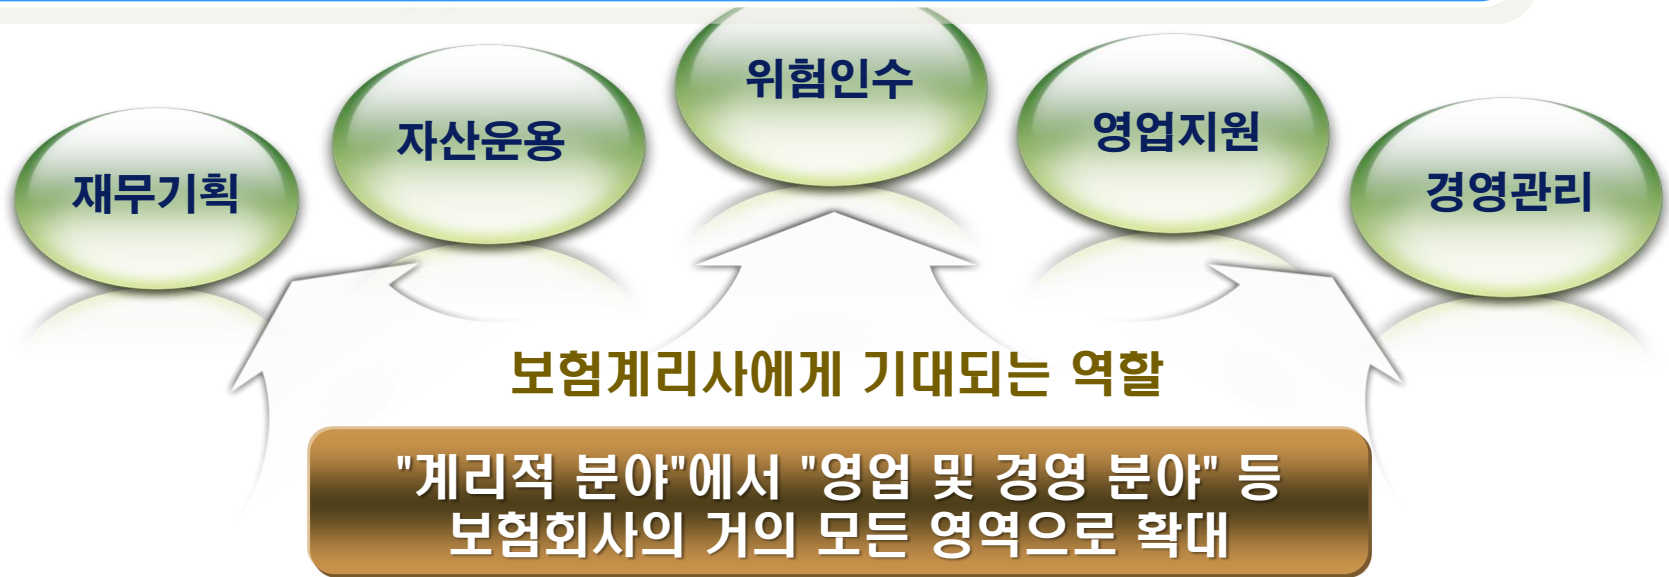 위험인수
자산운용
영업지원
재무기획
경영관리
보험계리사에게 기대되는 역할
"계리적 분야"에서 "영업 및 경영 분야" 등
보험회사의 거의 모든 영역으로 확대